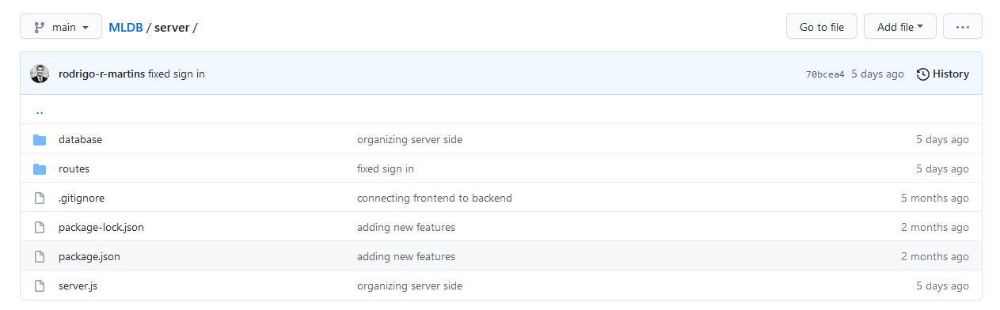 main MLDB / server / Go to file Add file ...
rodrigo-r-martins fixed sign in 70bcea4 5 days ago History
..
database organizing server side 5 days ago
routes fixed sign in 5 days ago
.gitignore connecting frontend to backend 5 months ago
package-lock.json adding new features 2 months ago
package.json adding new features 2 months ago
server.js organizing server side 5 days ago